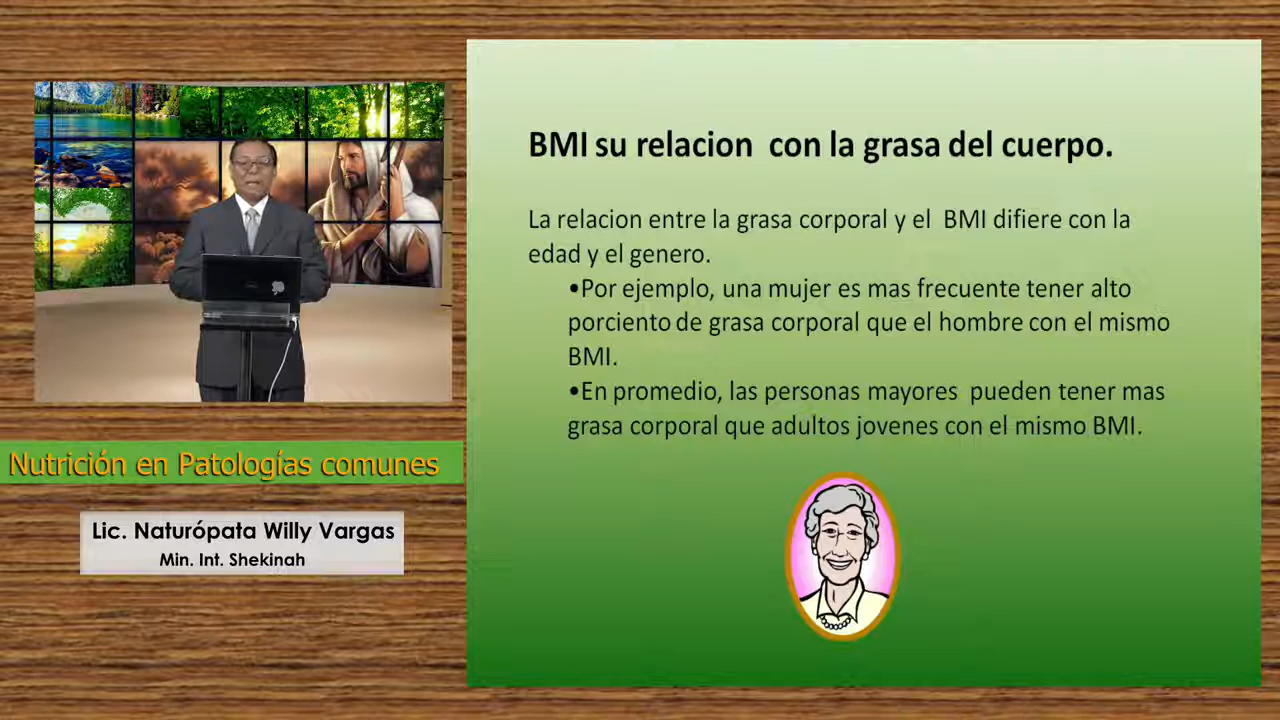 BMI su relacion con la grasa del cuerpo.
La relacion entre la grasa corporal y el BMI difiere con la
edad y el genero.
•Por ejemplo, una mujer es mas frecuente tener alto
porciento de grasa corporal que el hombre con el mismo
BMI.
•En promedio, las personas mayores pueden tener mas
grasa corporal que adultos jovenes con el mismo BMI.
Nutrición en Patologías comunes
Lic. Naturópata Willy Vargas
Min. Int. Shekinah